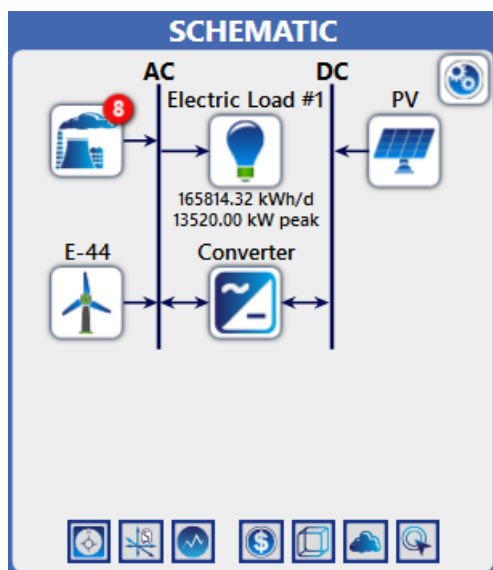 SCHEMATIC
AC
DC
Electric Load #1
PV
8
165814.32 kWh/d
13520.00 kW peak
E-44
Converter
S
$